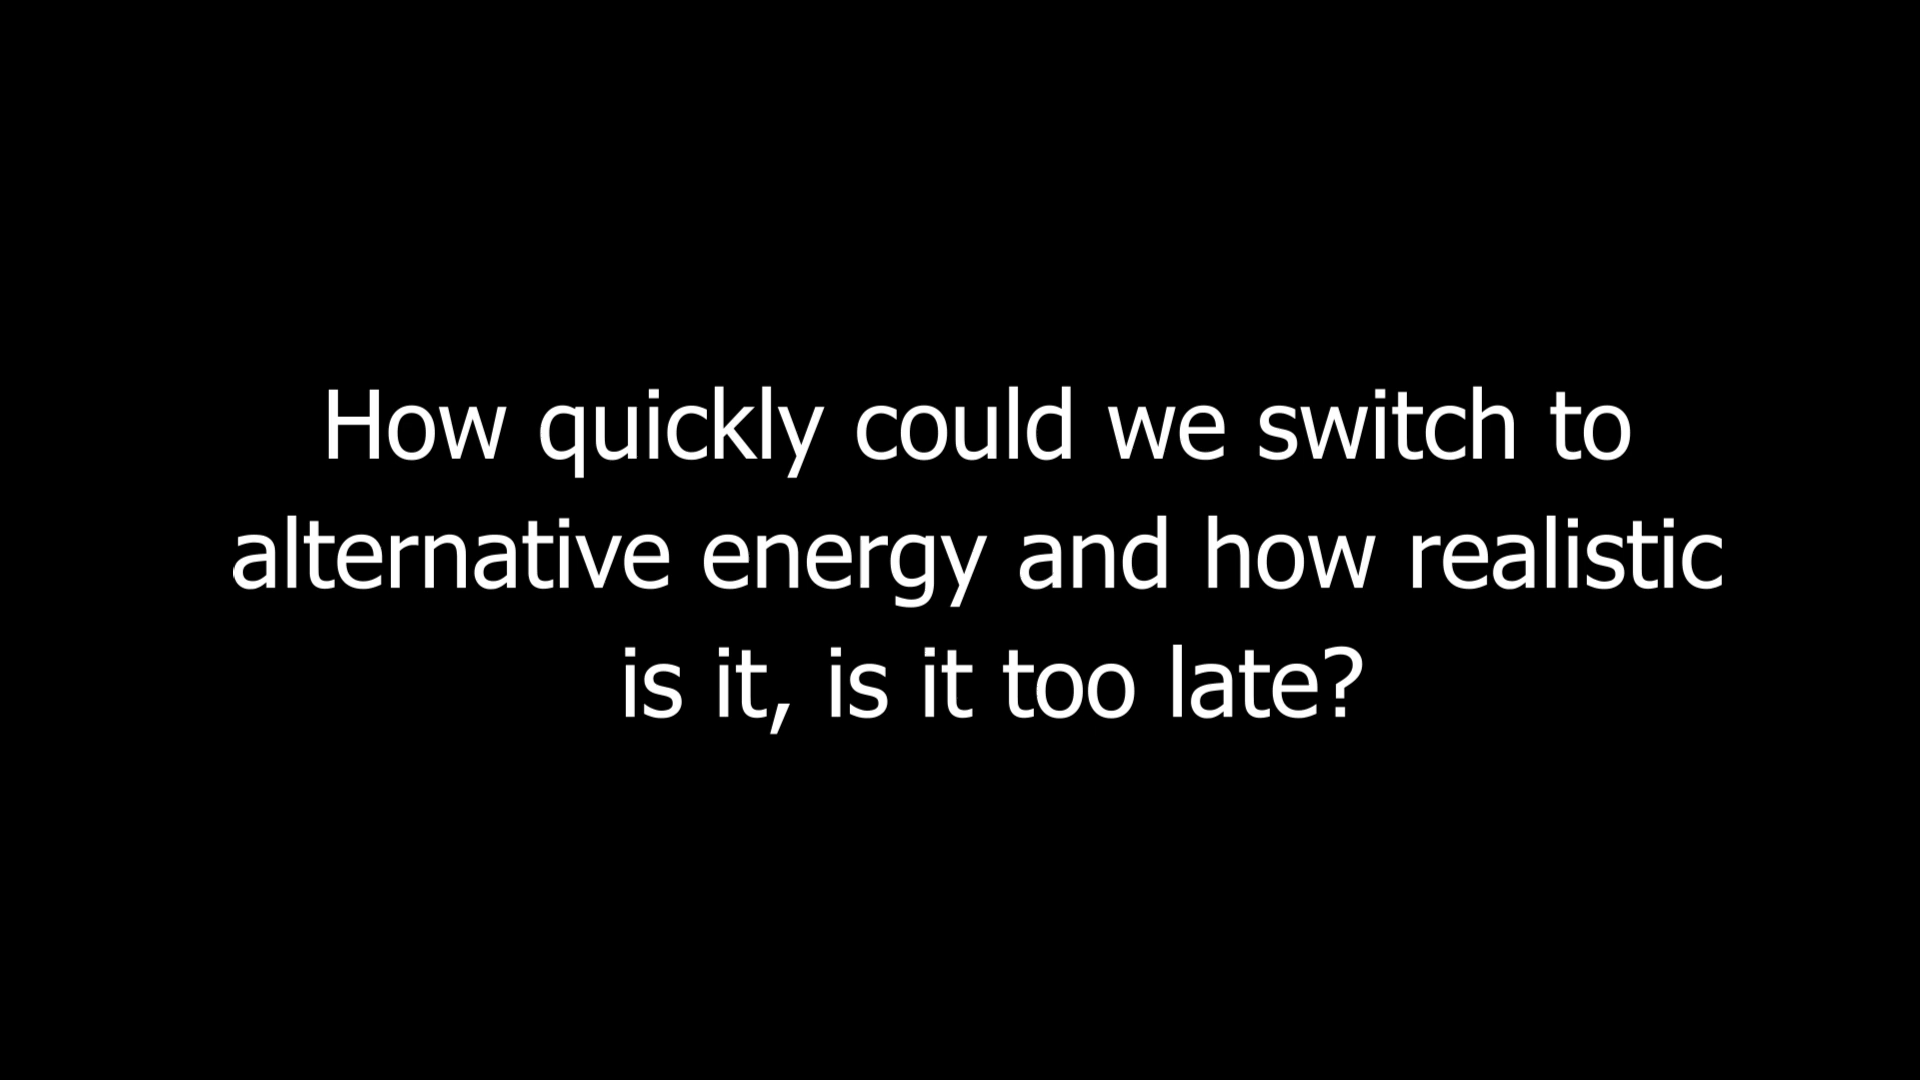 How quickly could we switch to
alternative energy and how realistic
is it, is it too late?